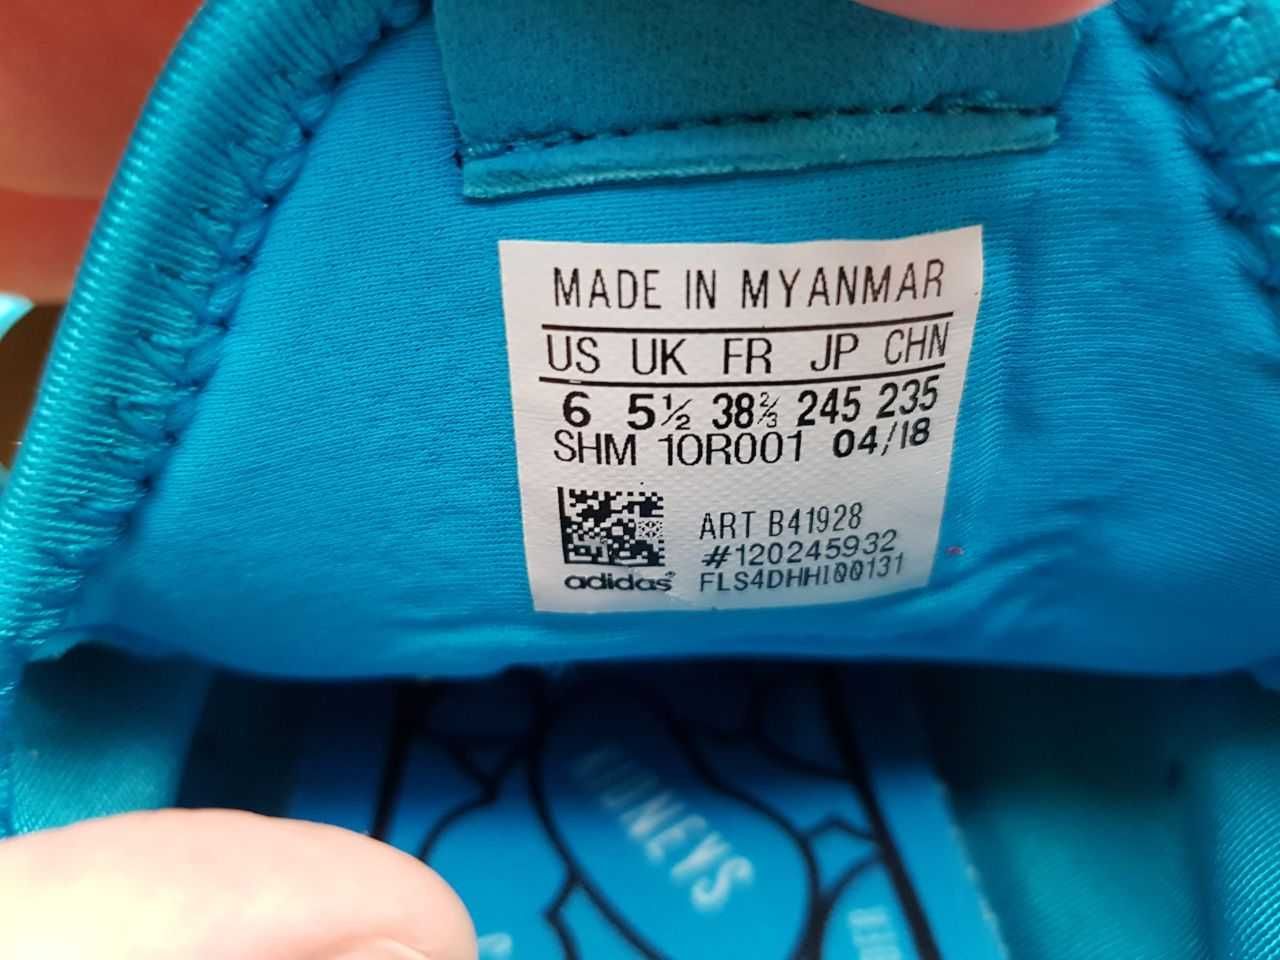 MADE IN MYANMAR
US UK FR JP CHN
6 5½ 38⅔ 245 235
SHM 10R001 04/18
ART B41928
#120245932
adidas FLS4DHHI00131
KIDNEYS